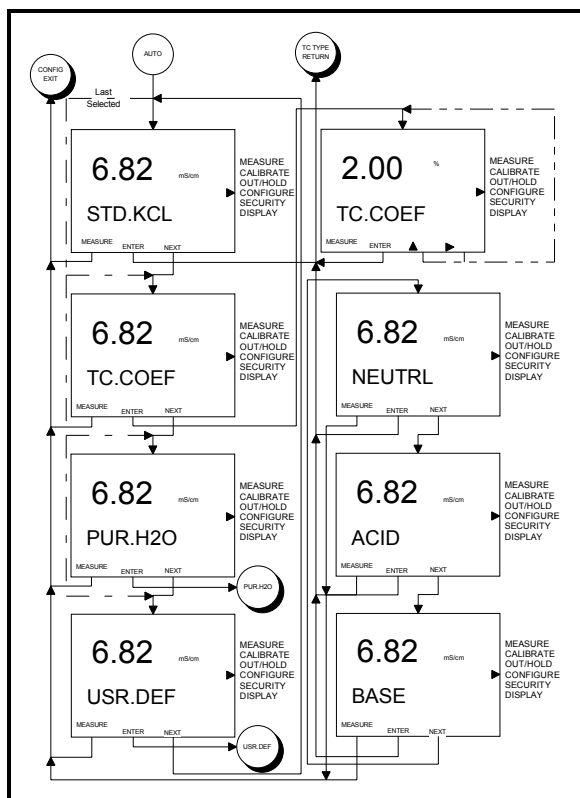 CONFIG
EXIT
AUTO
TC TYPE
RETURN
Last
Selected
6.82 mS/cm
STD.KCL
MEASURE ENTER NEXT
MEASURE
CALIBRATE
OUT/HOLD
CONFIGURE
SECURITY
DISPLAY
2.00 %
TC.COEF
MEASURE ENTER
MEASURE
CALIBRATE
OUT/HOLD
CONFIGURE
SECURITY
DISPLAY
6.82 mS/cm
TC.COEF
MEASURE ENTER NEXT
MEASURE
CALIBRATE
OUT/HOLD
CONFIGURE
SECURITY
DISPLAY
6.82 mS/cm
NEUTRL
MEASURE ENTER NEXT
MEASURE
CALIBRATE
OUT/HOLD
CONFIGURE
SECURITY
DISPLAY
6.82 mS/cm
PUR.H2O
MEASURE ENTER NEXT
MEASURE
CALIBRATE
OUT/HOLD
CONFIGURE
SECURITY
DISPLAY
PUR.H2O
6.82 mS/cm
ACID
MEASURE ENTER NEXT
MEASURE
CALIBRATE
OUT/HOLD
CONFIGURE
SECURITY
DISPLAY
6.82 mS/cm
USR.DEF
MEASURE ENTER NEXT
MEASURE
CALIBRATE
OUT/HOLD
CONFIGURE
SECURITY
DISPLAY
USR.DEF
6.82 mS/cm
BASE
MEASURE ENTER NEXT
MEASURE
CALIBRATE
OUT/HOLD
CONFIGURE
SECURITY
DISPLAY